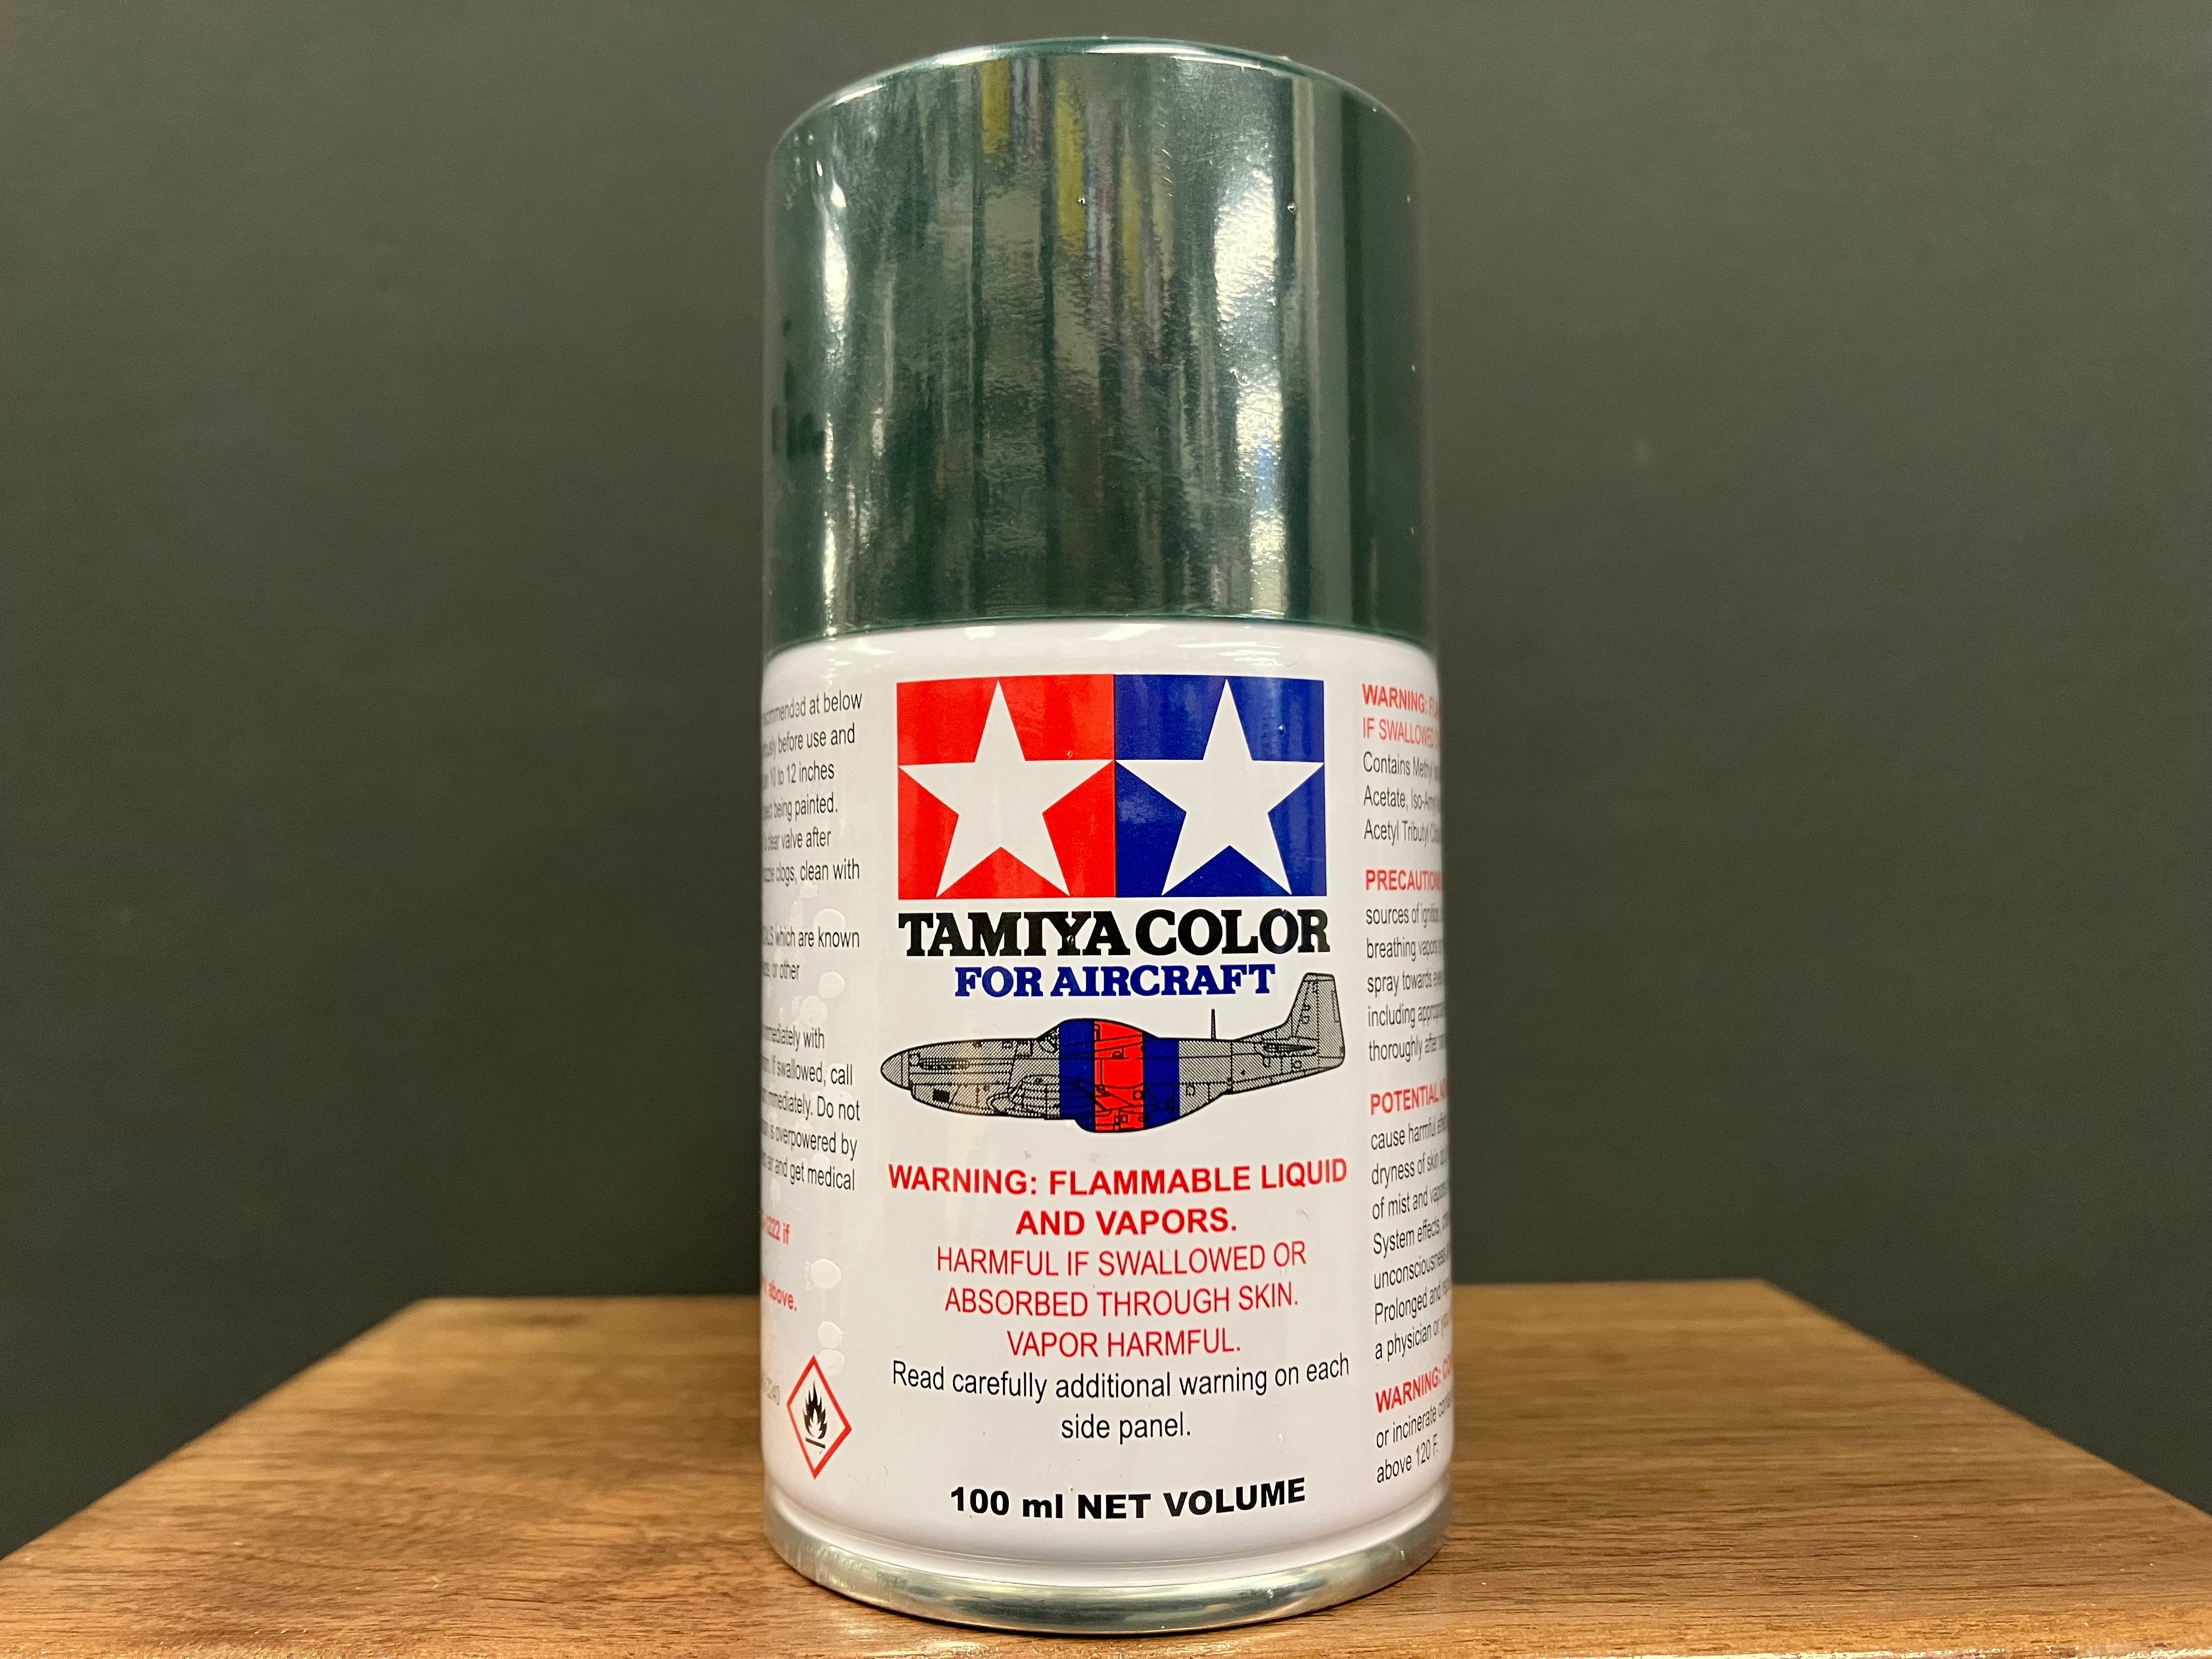 at below
before use and
10 to 12 inches
being painted.
clear valve after
clogs, clean with
which are known
or other
with
If swallowed, call
immediately. Do not
is overpowered by
air and get medical
if
above.
TAMIYA COLOR
FOR AIRCRAFT
WARNING: FLAMMABLE LIQUID
AND VAPORS.
HARMFUL IF SWALLOWED OR
ABSORBED THROUGH SKIN.
VAPOR HARMFUL.
Read carefully additional warning on each
side panel.
100 ml NET VOLUME
WARNING:
IF SWALLOWED
Contains
Acetate,
Acetyl Tributyl
sources of
breathing vapors
spray towards
including
thoroughly after
POTENTIAL
cause harmful
dryness of skin
of mist and
System effects,
Prolonged and
a physician or
WARNING:
or incinerate
above 120 F.